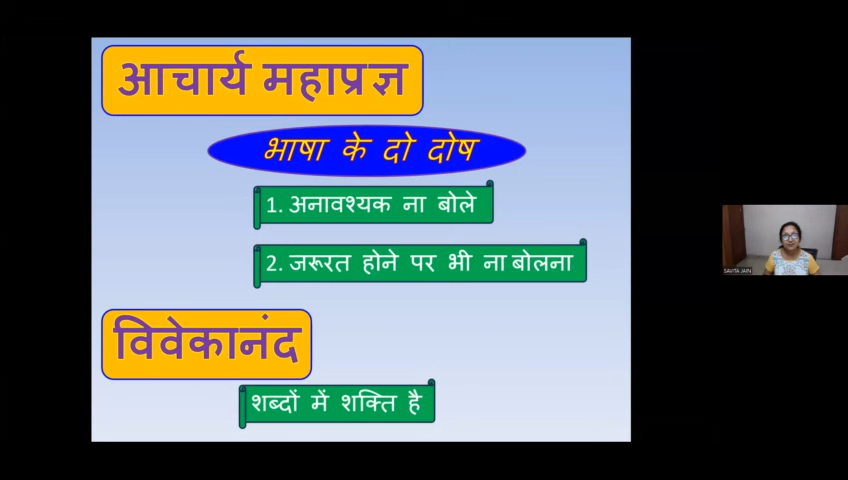 आचार्य महाप्रज्ञ
भाषा के दो दोष
1. अनावश्यक ना बोले
2. जरूरत होने पर भी ना बोलना
विवेकानंद
शब्दों में शक्ति है
SAVITA JAIN